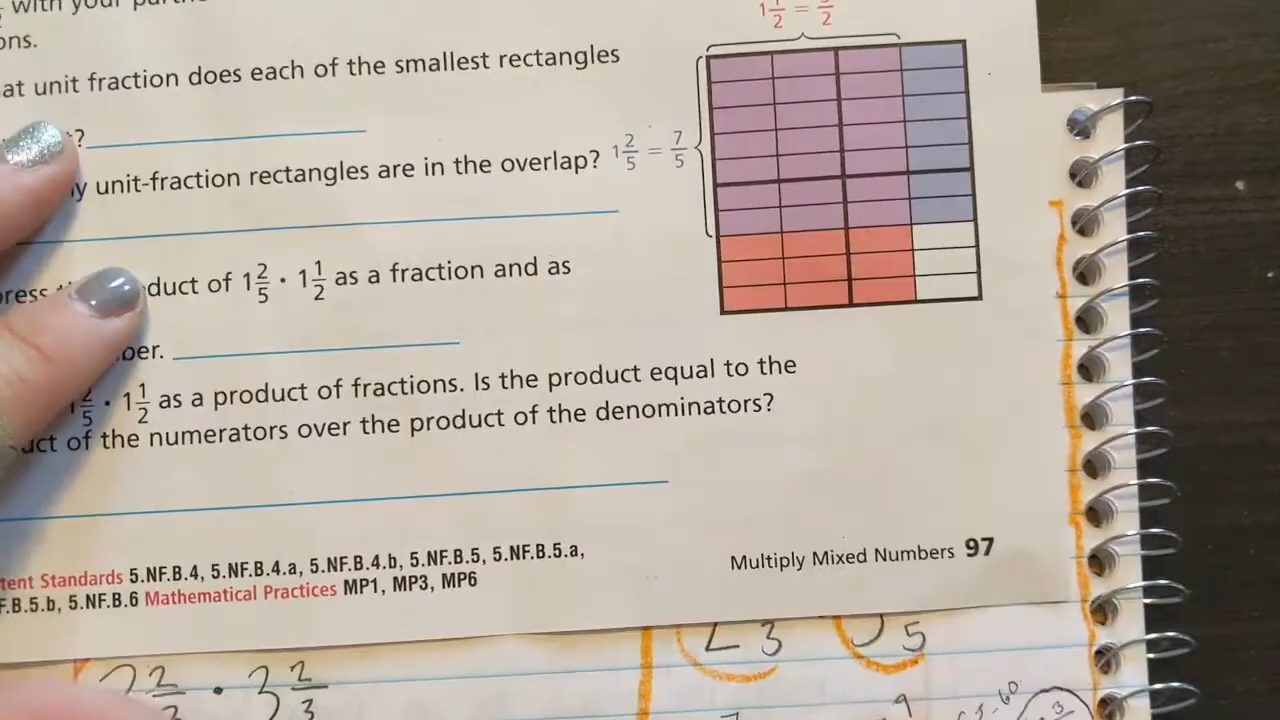 with your
ons.
at unit fraction does each of the smallest rectangles
?
y unit-fraction rectangles are in the overlap?
duct of 1 2/5 · 1 1/2 as a fraction and as
ber.
2/5 · 1 1/2 as a product of fractions. Is the product equal to the
uct of the numerators over the product of the denominators?
1 1/2 =
1 2/5 = 7/5
tent Standards 5.NF.B.4, 5.NF.B.4.a, 5.NF.B.4.b, 5.NF.B.5, 5.NF.B.5.a,
F.B.5.b, 5.NF.B.6 Mathematical Practices MP1, MP3, MP6
Multiply Mixed Numbers 97
· 3 2/3
3
5